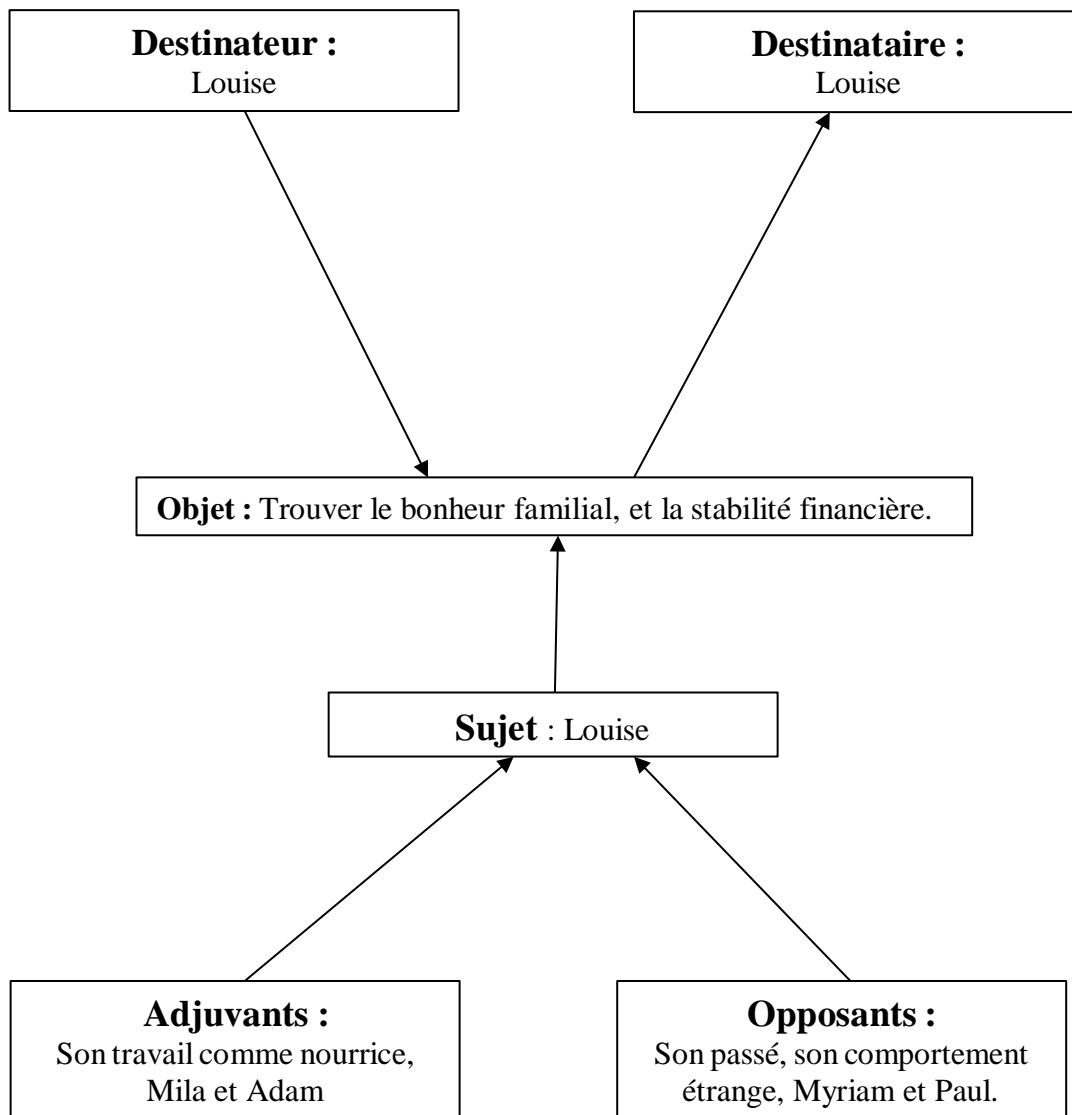 Destinateur :
Louise
Destinataire :
Louise
Objet : Trouver le bonheur familial, et la stabilité financière.
Sujet : Louise
Adjuvants :
Son travail comme nourrice,
Mila et Adam
Opposants :
Son passé, son comportement
étrange, Myriam et Paul.